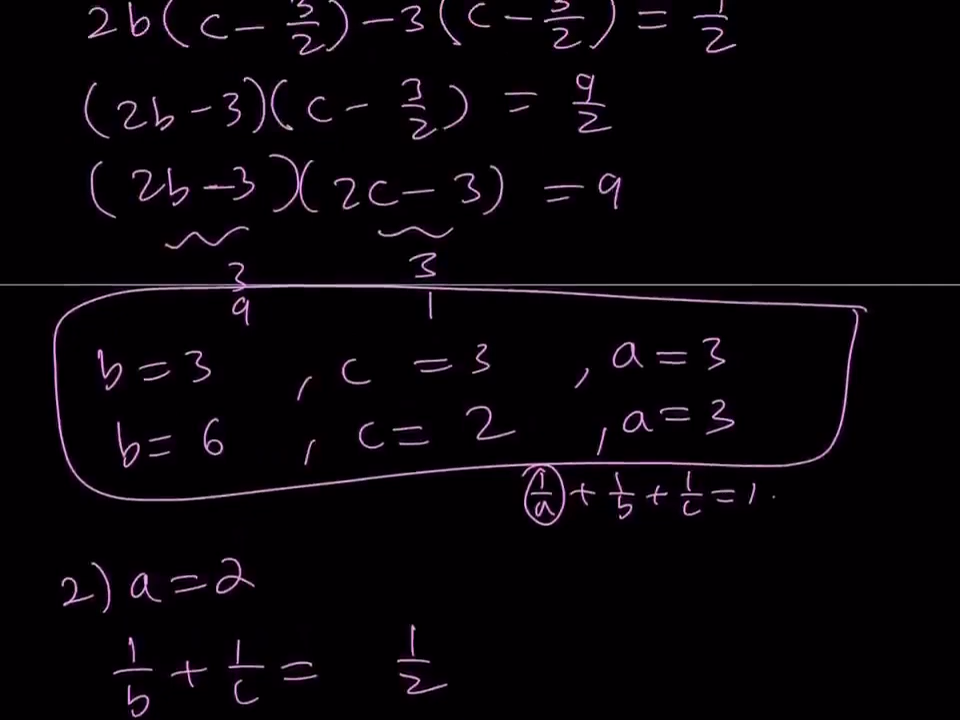 2b(c - 3/2) - 3(c - 3/2) = 9/2
(2b - 3)(c - 3/2) = 9/2
(2b - 3)(2c - 3) = 9
3 3
9 1
b = 3 , c = 3 , a = 3
b = 6 , c = 2 , a = 3
1/a + 1/b + 1/c = 1.
2) a = 2
1/b + 1/c = 1/2